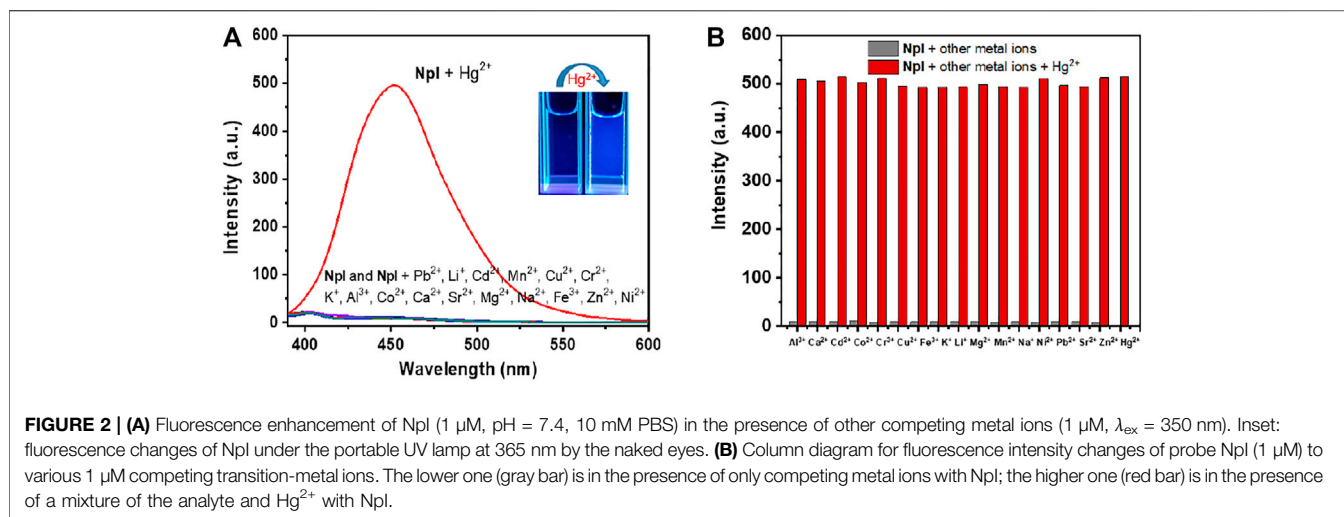 A
600
500
400
300
200
100
0
Intensity (a.u.)
NpI + Hg²⁺
Hg²⁺
NpI and NpI + Pb²⁺, Li⁺, Cd²⁺, Mn²⁺, Cu²⁺, Cr²⁺,
K⁺, Al³⁺, Co²⁺, Ca²⁺, Sr²⁺, Mg²⁺, Na²⁺, Fe³⁺, Zn²⁺, Ni²⁺
400 450 500 550 600
Wavelength (nm)
B
600
500
400
300
200
100
0
Intensity (a.u.)
NpI + other metal ions
NpI + other metal ions + Hg²⁺
Al³⁺ Ca²⁺ Cd²⁺ Co²⁺ Cr³⁺ Cu²⁺ Fe³⁺ K⁺ Li⁺ Mg²⁺ Mn²⁺ Na⁺ Ni²⁺ Pb²⁺ Sr²⁺ Zn²⁺ Hg²⁺
FIGURE 2 | (A) Fluorescence enhancement of NpI (1 μM, pH = 7.4, 10 mM PBS) in the presence of other competing metal ions (1 μM, λex = 350 nm). Inset:
fluorescence changes of NpI under the portable UV lamp at 365 nm by the naked eyes. (B) Column diagram for fluorescence intensity changes of probe NpI (1 μM) to
various 1 μM competing transition-metal ions. The lower one (gray bar) is in the presence of only competing metal ions with NpI; the higher one (red bar) is in the presence
of a mixture of the analyte and Hg²⁺ with NpI.